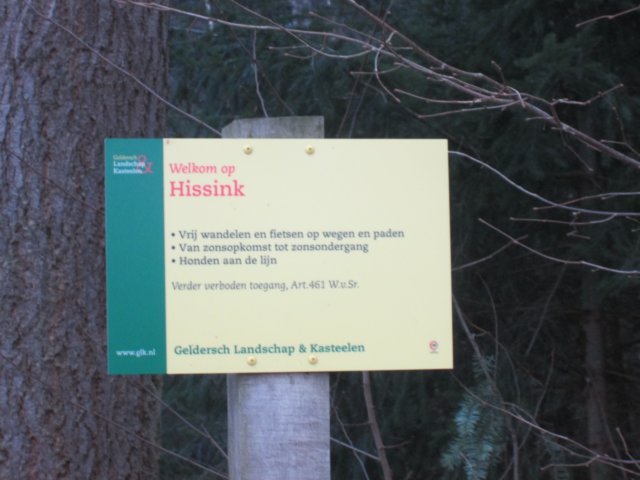 Geldersch
Landschap
& Kasteelen
Welkom op
Hissink
• Vrij wandelen en fietsen op wegen en paden
• Van zonsopkomst tot zonsondergang
• Honden aan de lijn
Verder verboden toegang, Art.461 W.v.Sr.
www.glk.nl
Geldersch Landschap & Kasteelen